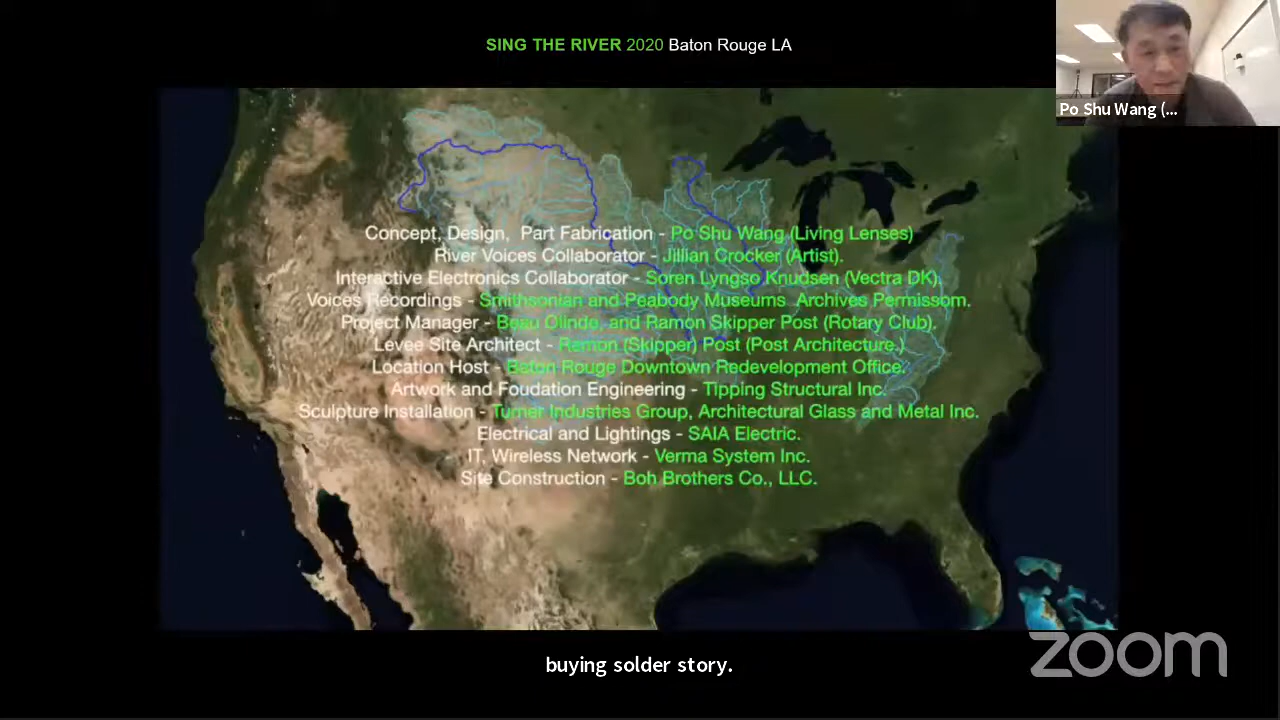 SING THE RIVER 2020 Baton Rouge LA
Po Shu Wang (...
Concept, Design, Part Fabrication - Po Shu Wang (Living Lenses)
River Voices Collaborator - Jillian Crocker (Artist).
Interactive Electronics Collaborator - Soren Lyngso Knudsen (Vectra DK).
Voices Recordings - Smithsonian and Peabody Museums Archives Permissom.
Project Manager - Beau Olinde, and Ramon Skipper Post (Rotary Club).
Levee Site Architect - Remon (Skipper) Post (Post Architecture.)
Location Host - Baton Rouge Downtown Redevelopment Office.
Artwork and Foudation Engineering - Tipping Structural Inc.
Sculpture Installation - Turner Industries Group, Architectural Glass and Metal Inc.
Electrical and Lightings - SAIA Electric.
IT, Wireless Network - Verma System Inc.
Site Construction - Boh Brothers Co., LLC.
buying solder story.
zoom